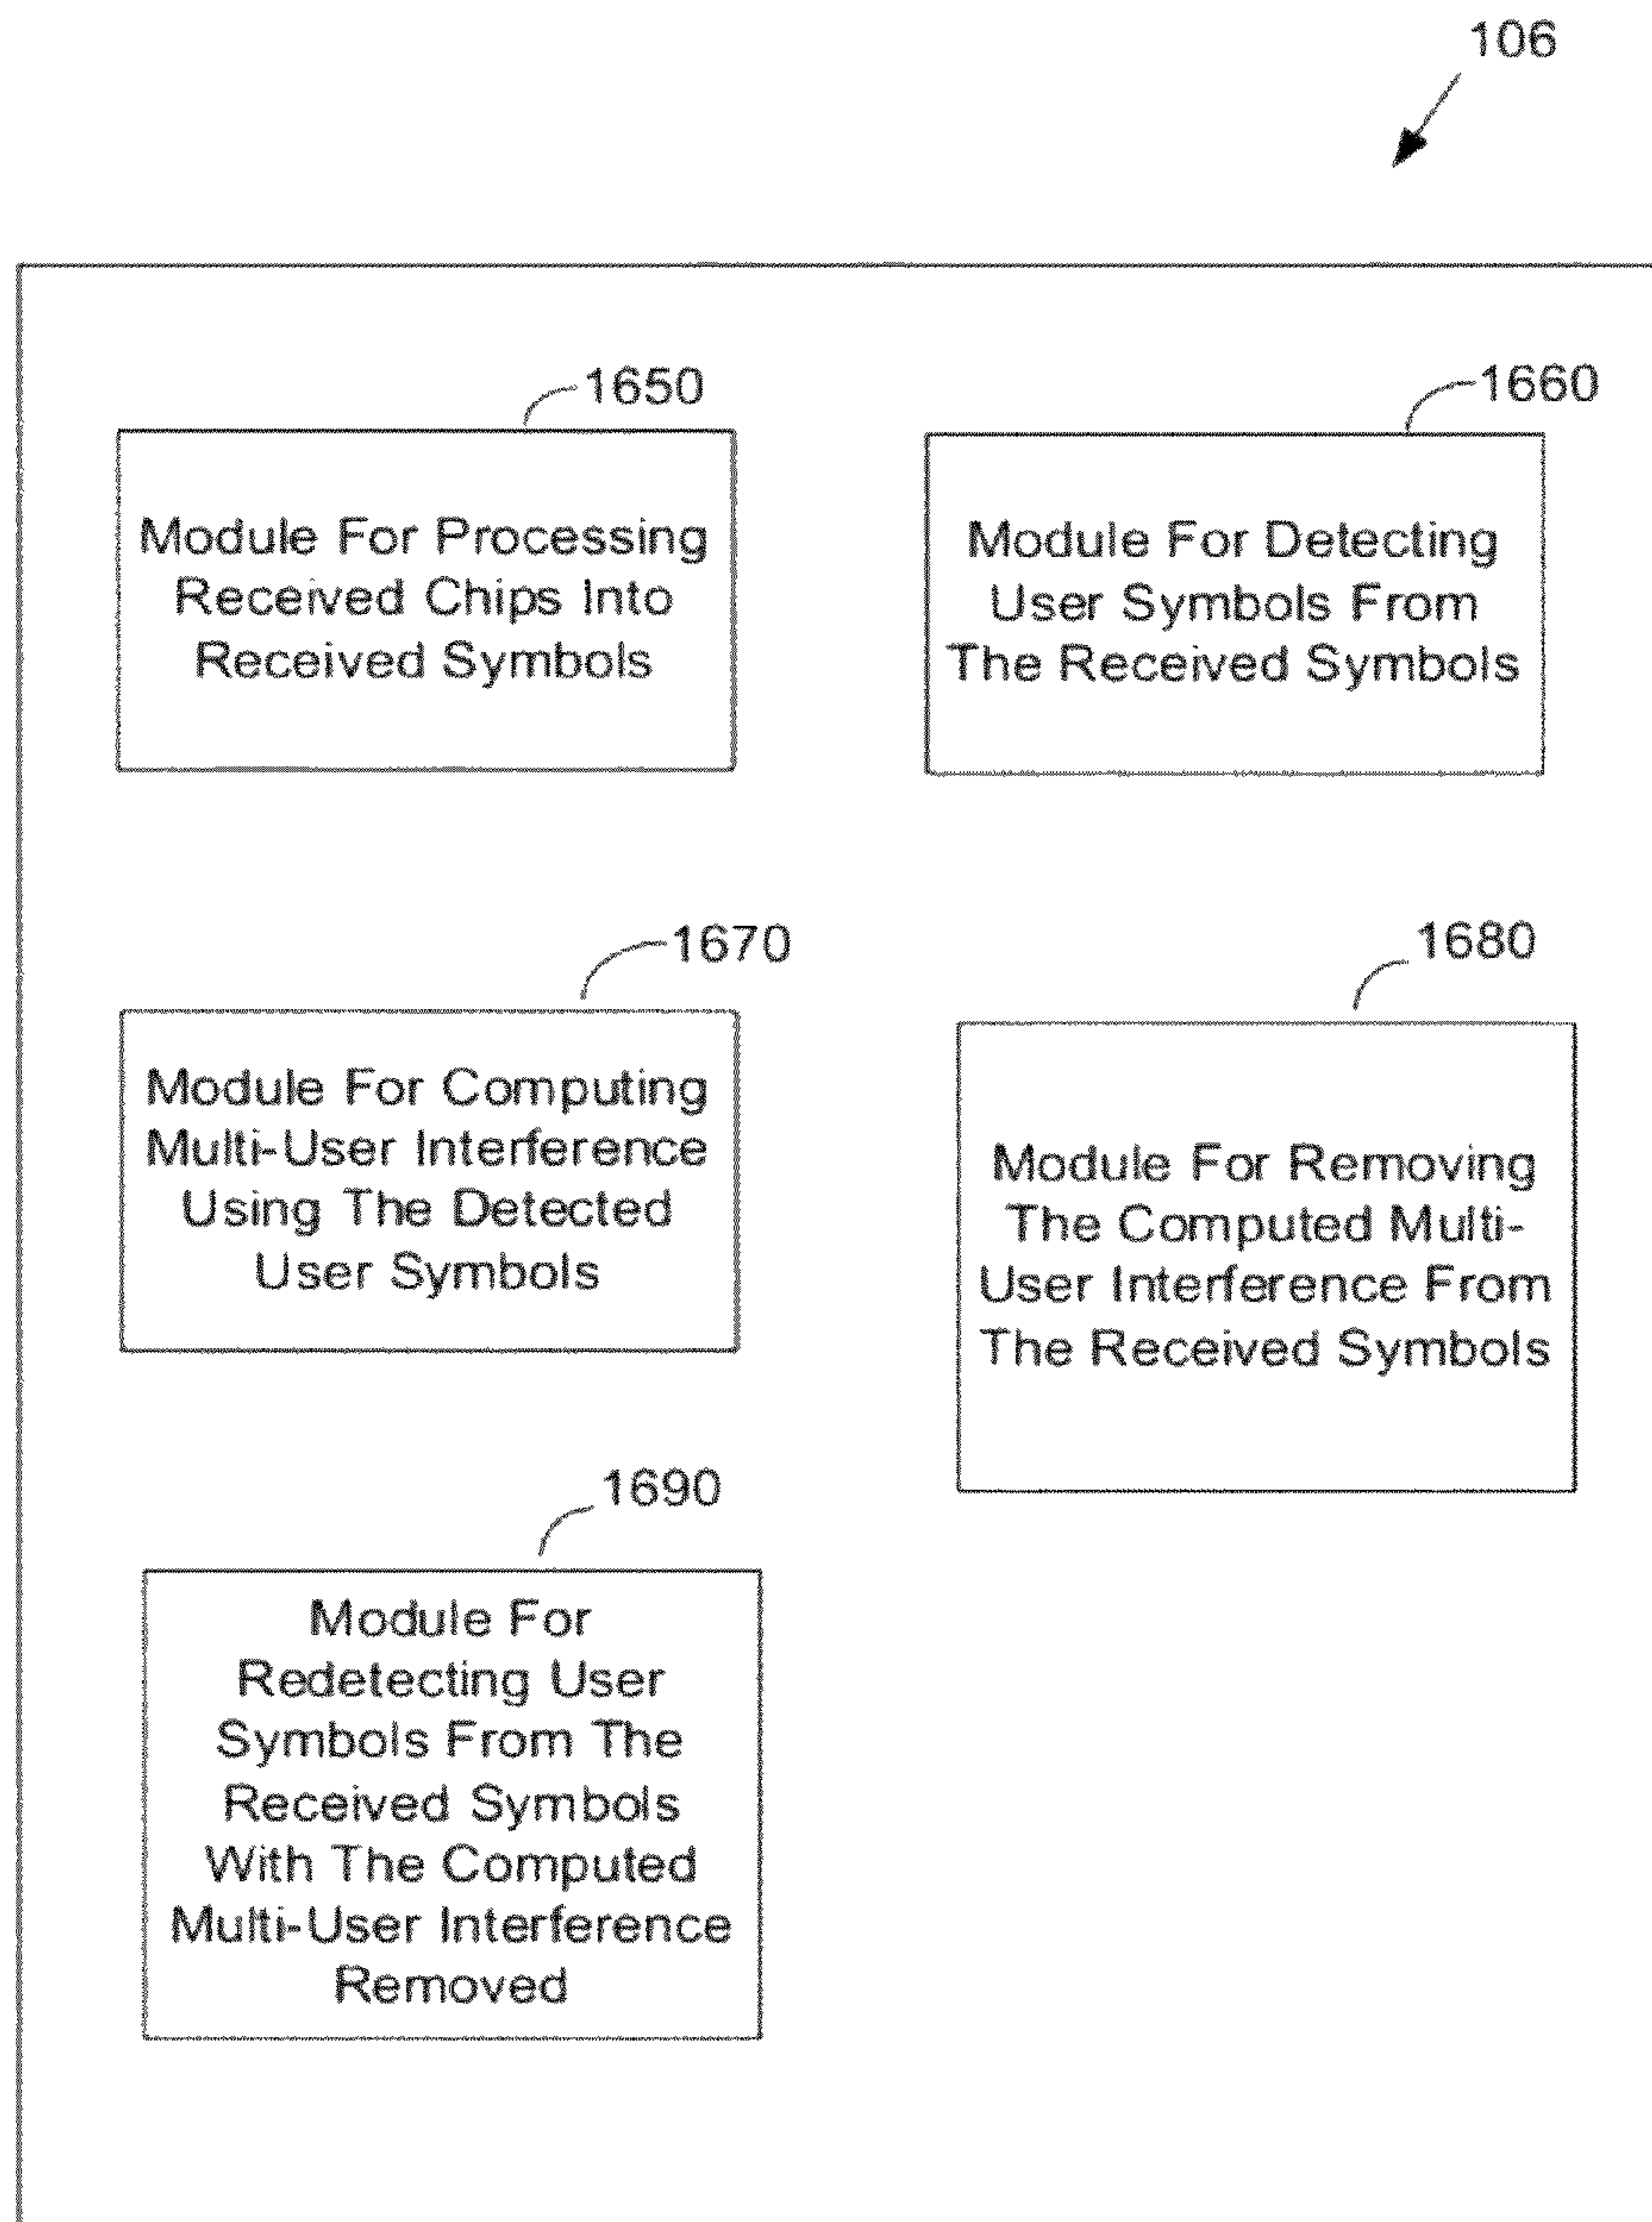 106
1650
Module For Processing
Received Chips Into
Received Symbols
1660
Module For Detecting
User Symbols From
The Received Symbols
1670
Module For Computing
Multi-User Interference
Using The Detected
User Symbols
1680
Module For Removing
The Computed Multi-
User Interference From
The Received Symbols
1690
Module For
Redetecting User
Symbols From The
Received Symbols
With The Computed
Multi-User Interference
Removed